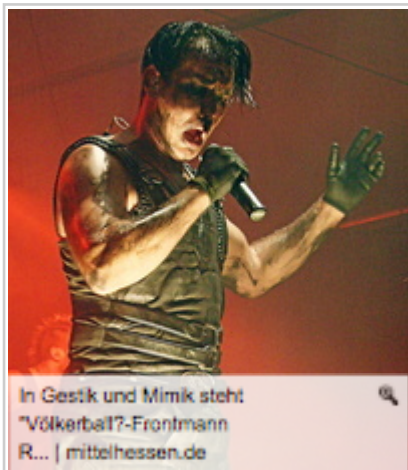 In Gestik und Mimik steht
"Völkerball?-Frontmann
R... | mittelhessen.de